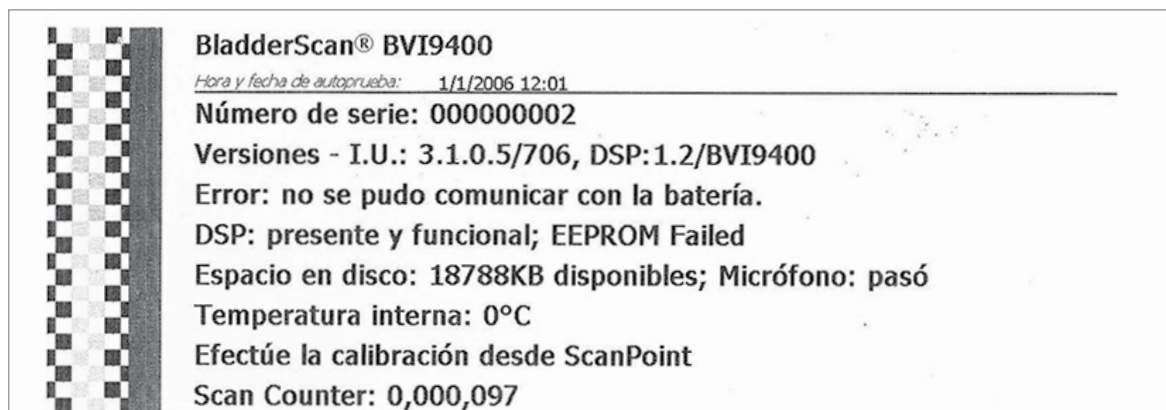 BladderScan® BVI9400
Hora y fecha de autoprueba: 1/1/2006 12:01
Número de serie: 000000002
Versiones - I.U.: 3.1.0.5/706, DSP:1.2/BVI9400
Error: no se pudo comunicar con la batería.
DSP: presente y funcional; EEPROM Failed
Espacio en disco: 18788KB disponibles; Micrófono: pasó
Temperatura interna: 0°C
Efectúe la calibración desde ScanPoint
Scan Counter: 0,000,097